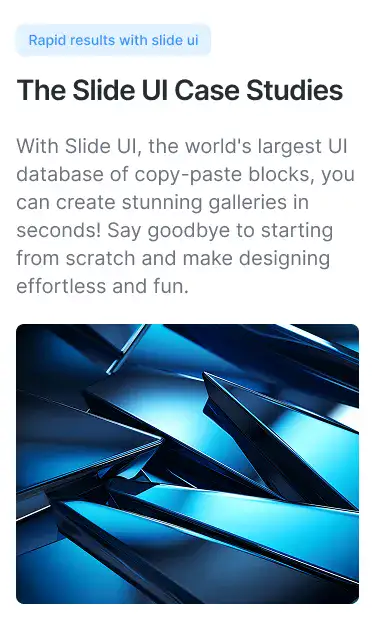 Rapid results with slide ui
The Slide UI Case Studies
With Slide UI, the world's largest UI
database of copy-paste blocks, you
can create stunning galleries in
seconds! Say goodbye to starting
from scratch and make designing
effortless and fun.